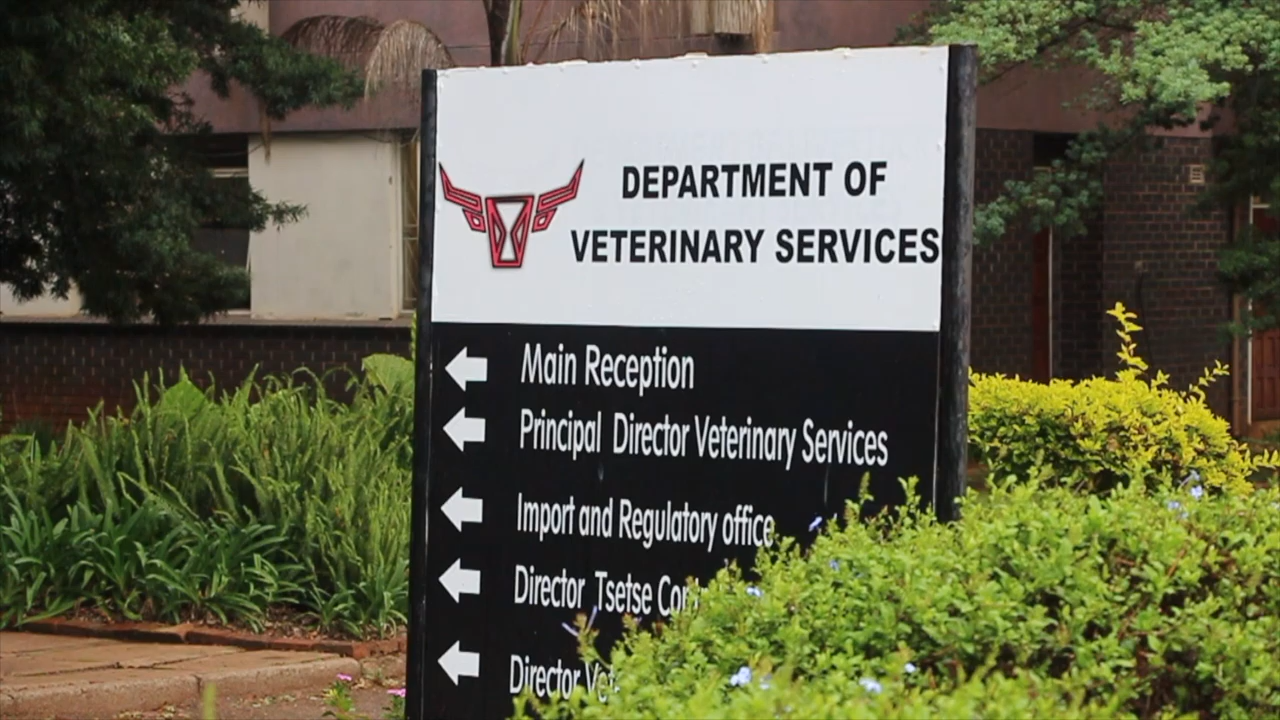 DEPARTMENT OF
VETERINARY SERVICES
Main Reception
Principal Director Veterinary Services
Import and Regulatory office
Director Tsetse
Director